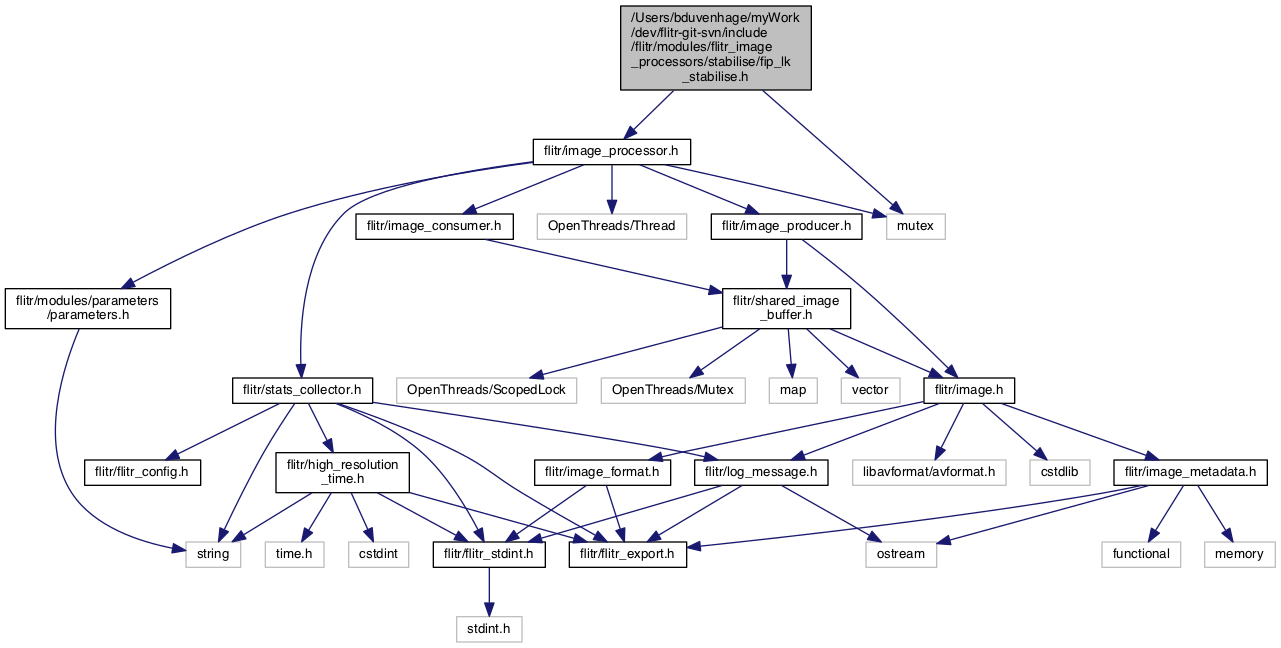 /Users/bduvenhage/myWork
/dev/flitr-git-svn/include
/flitr/modules/flitr_image
_processors/stabilise/fip_lk
_stabilise.h
flitr/image_processor.h
flitr/image_consumer.h
OpenThreads/Thread
flitr/image_producer.h
mutex
flitr/modules/parameters
/parameters.h
flitr/shared_image
_buffer.h
flitr/stats_collector.h
OpenThreads/ScopedLock
OpenThreads/Mutex
map
vector
flitr/image.h
flitr/flitr_config.h
flitr/high_resolution
_time.h
flitr/image_format.h
flitr/log_message.h
libavformat/avformat.h
cstdlib
flitr/image_metadata.h
string
time.h
cstdint
flitr/flitr_stdint.h
flitr/flitr_export.h
ostream
functional
memory
stdint.h